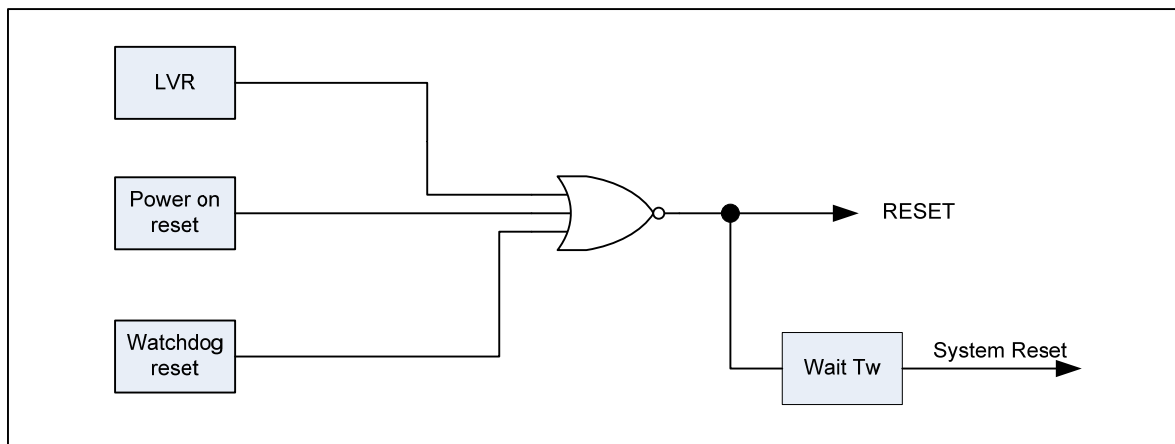 LVR
Power on
reset
RESET
Watchdog
reset
System Reset
Wait Tw